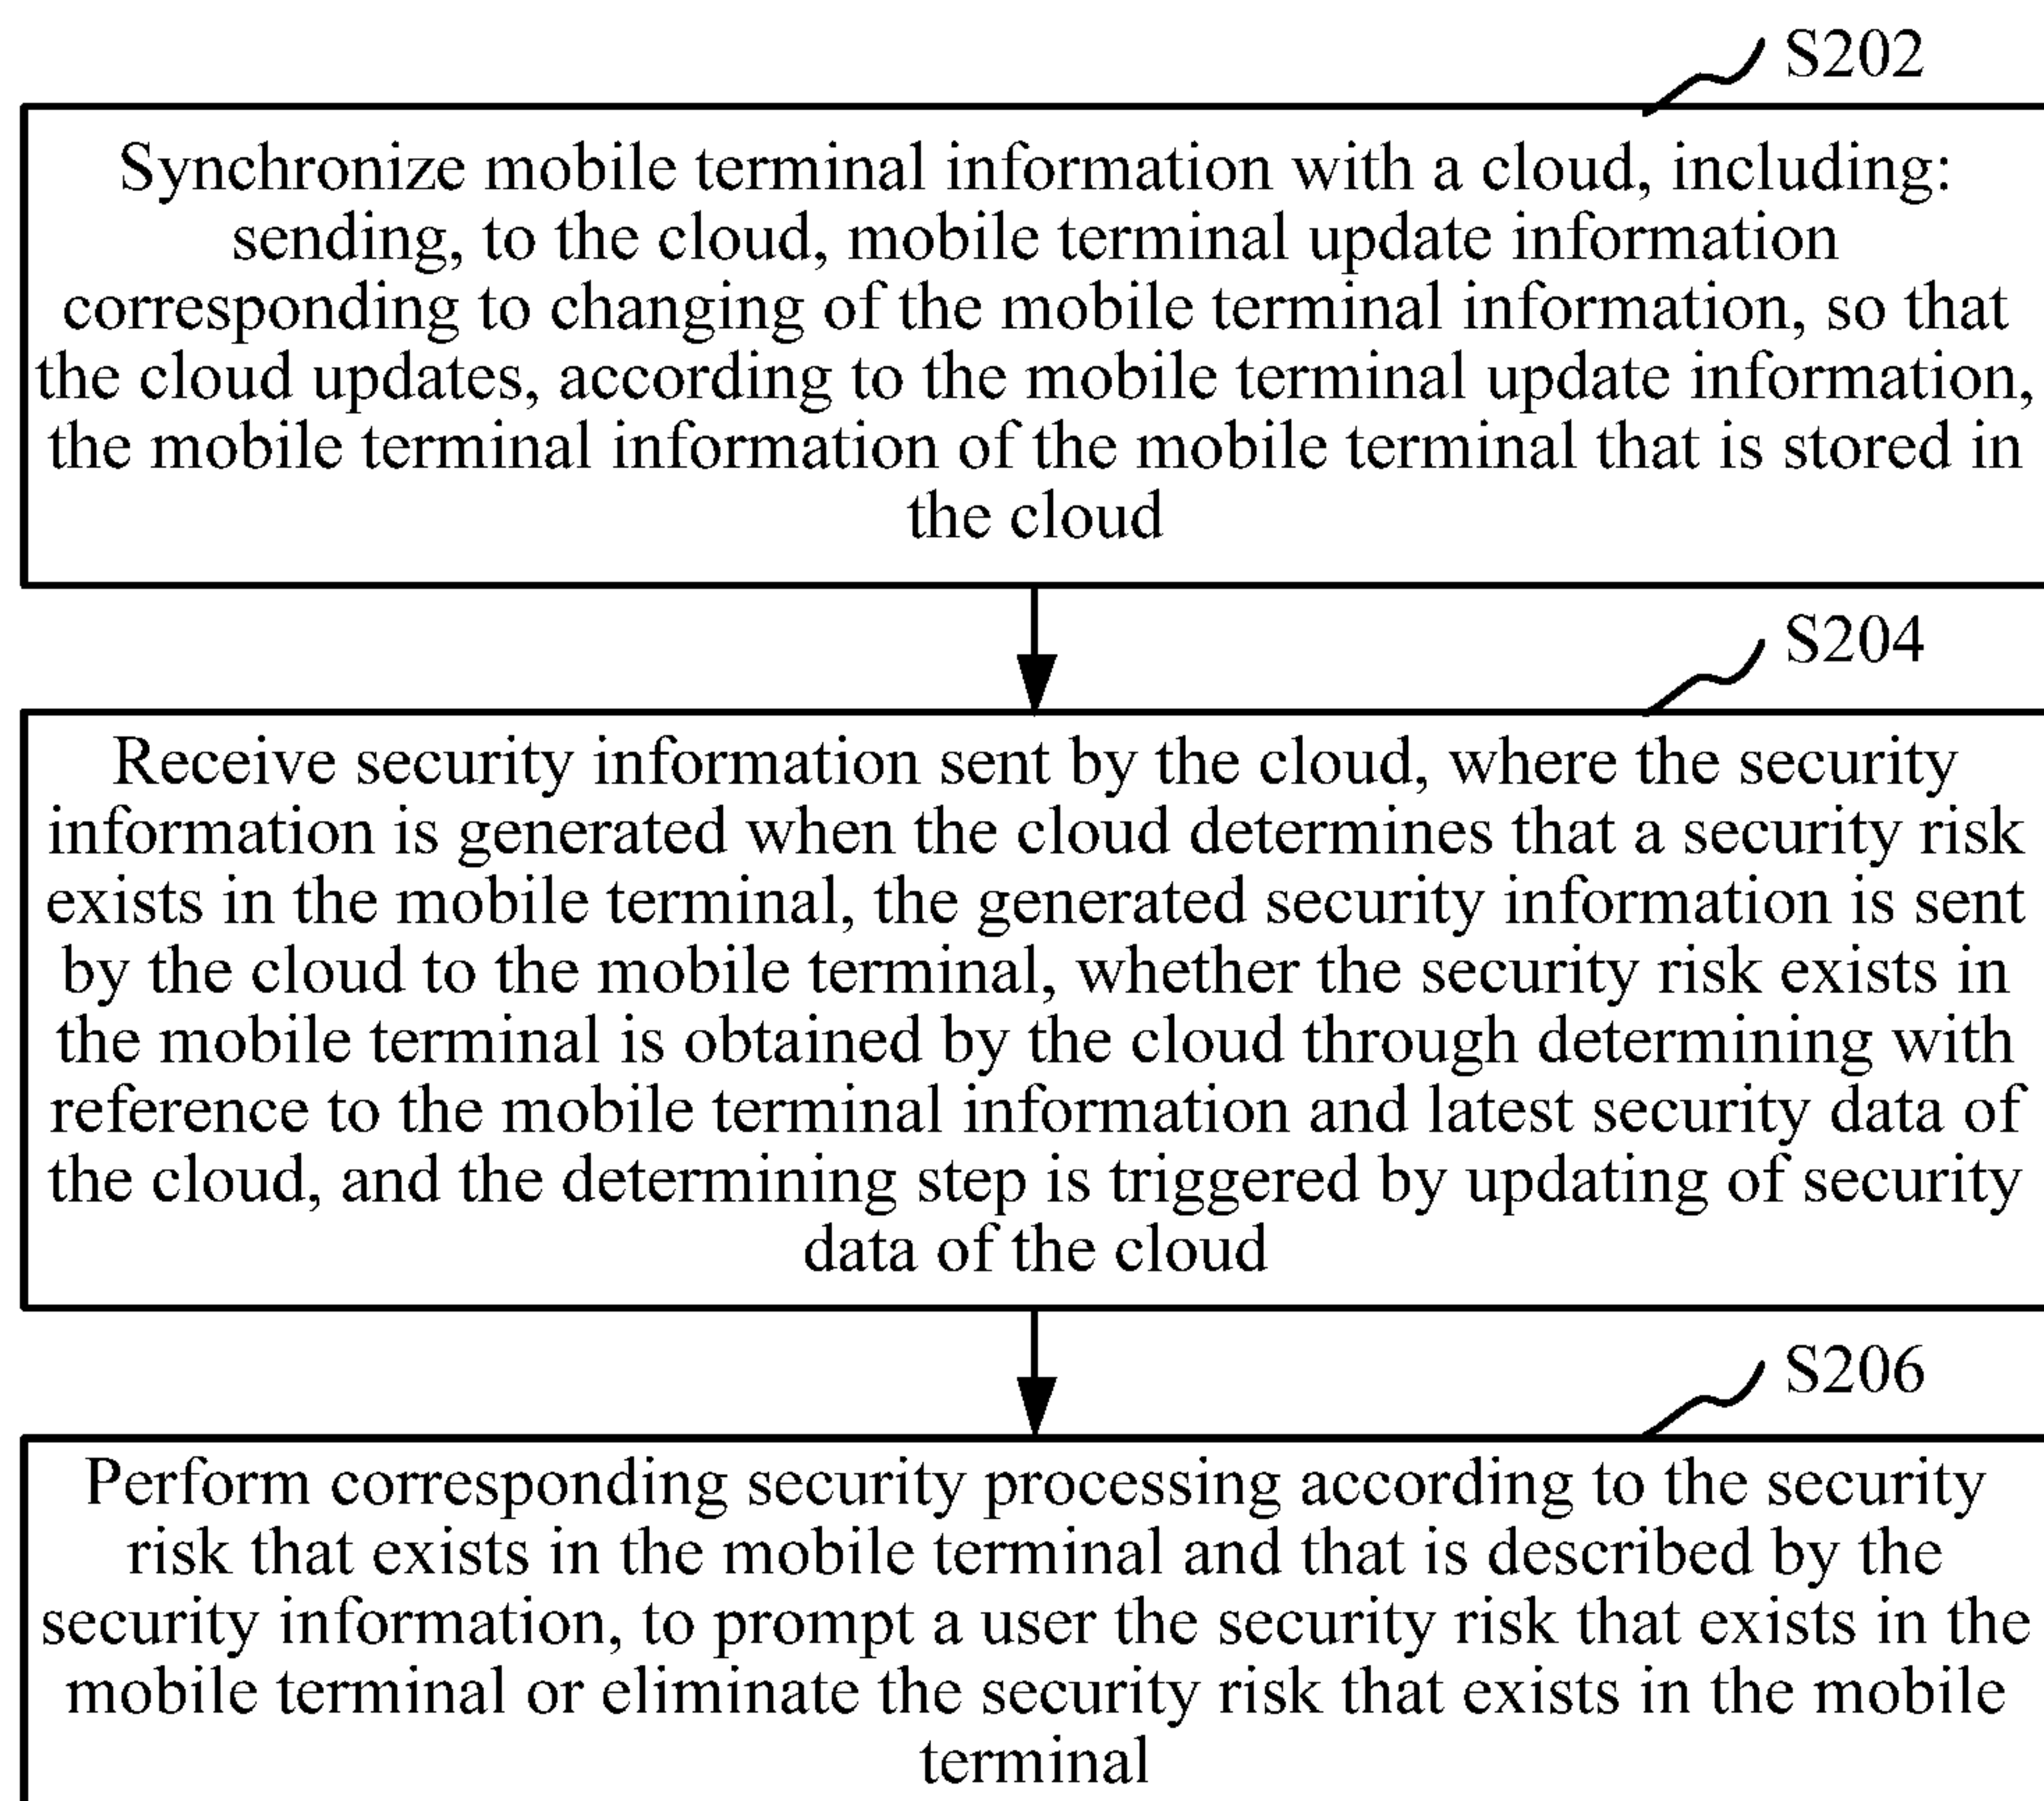 S202
Synchronize mobile terminal information with a cloud, including:
sending, to the cloud, mobile terminal update information
corresponding to changing of the mobile terminal information, so that
the cloud updates, according to the mobile terminal update information,
the mobile terminal information of the mobile terminal that is stored in
the cloud
S204
Receive security information sent by the cloud, where the security
information is generated when the cloud determines that a security risk
exists in the mobile terminal, the generated security information is sent
by the cloud to the mobile terminal, whether the security risk exists in
the mobile terminal is obtained by the cloud through determining with
reference to the mobile terminal information and latest security data of
the cloud, and the determining step is triggered by updating of security
data of the cloud
S206
Perform corresponding security processing according to the security
risk that exists in the mobile terminal and that is described by the
security information, to prompt a user the security risk that exists in the
mobile terminal or eliminate the security risk that exists in the mobile
terminal